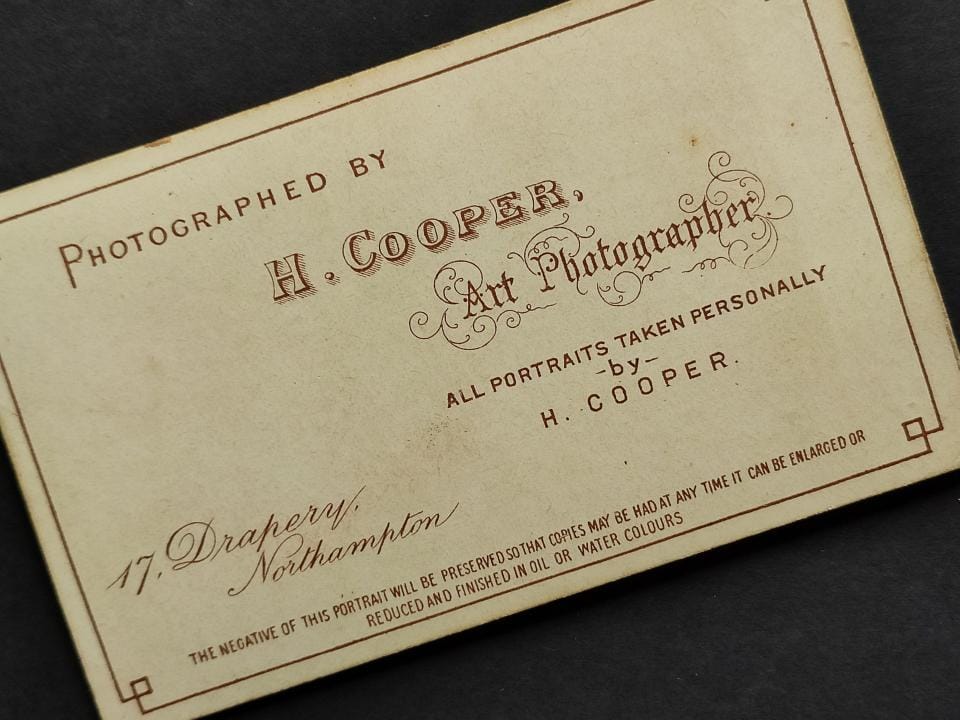 PHOTOGRAPHED BY
H. COOPER,
Art Photographer.
ALL PORTRAITS TAKEN PERSONALLY
-by-
H. COOPER.
17, Drapery,
Northampton
THE NEGATIVE OF THIS PORTRAIT WILL BE PRESERVED SO THAT COPIES MAY BE HAD AT ANY TIME IT CAN BE ENLARGED OR
REDUCED AND FINISHED IN OIL OR WATER COLOURS